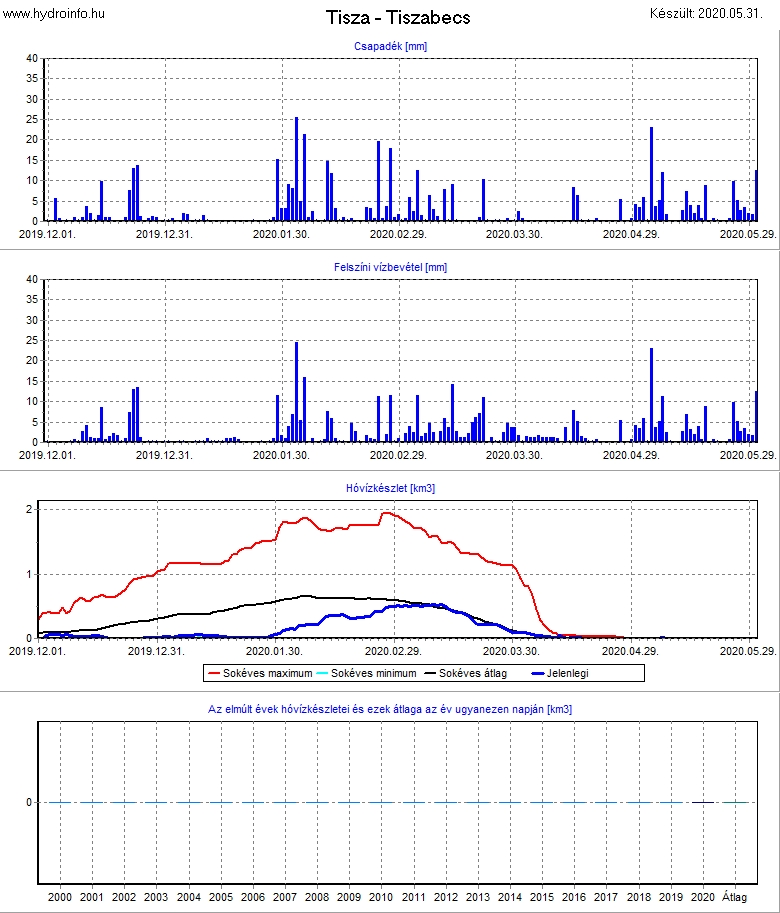 www.hydroinfo.hu
Tisza - Tiszabecs
Készült: 2020.05.31.
Csapadék [mm]
40
35
30
25
20
15
10
5
0
2019.12.01. 2019.12.31. 2020.01.30. 2020.02.29. 2020.03.30. 2020.04.29. 2020.05.29.
Felszíni vízbevétel [mm]
40
35
30
25
20
15
10
5
0
2019.12.01. 2019.12.31. 2020.01.30. 2020.02.29. 2020.03.30. 2020.04.29. 2020.05.29.
Hóvízkészlet [km3]
2
1
0
2019.12.01. 2019.12.31. 2020.01.30. 2020.02.29. 2020.03.30. 2020.04.29. 2020.05.29.
Sokéves maximum Sokéves minimum Sokéves átlag Jelenlegi
Az elmúlt évek hóvízkészletei és ezek átlaga az év ugyanezen napján [km3]
0
2000 2001 2002 2003 2004 2005 2006 2007 2008 2009 2010 2011 2012 2013 2014 2015 2016 2017 2018 2019 2020 Átlag